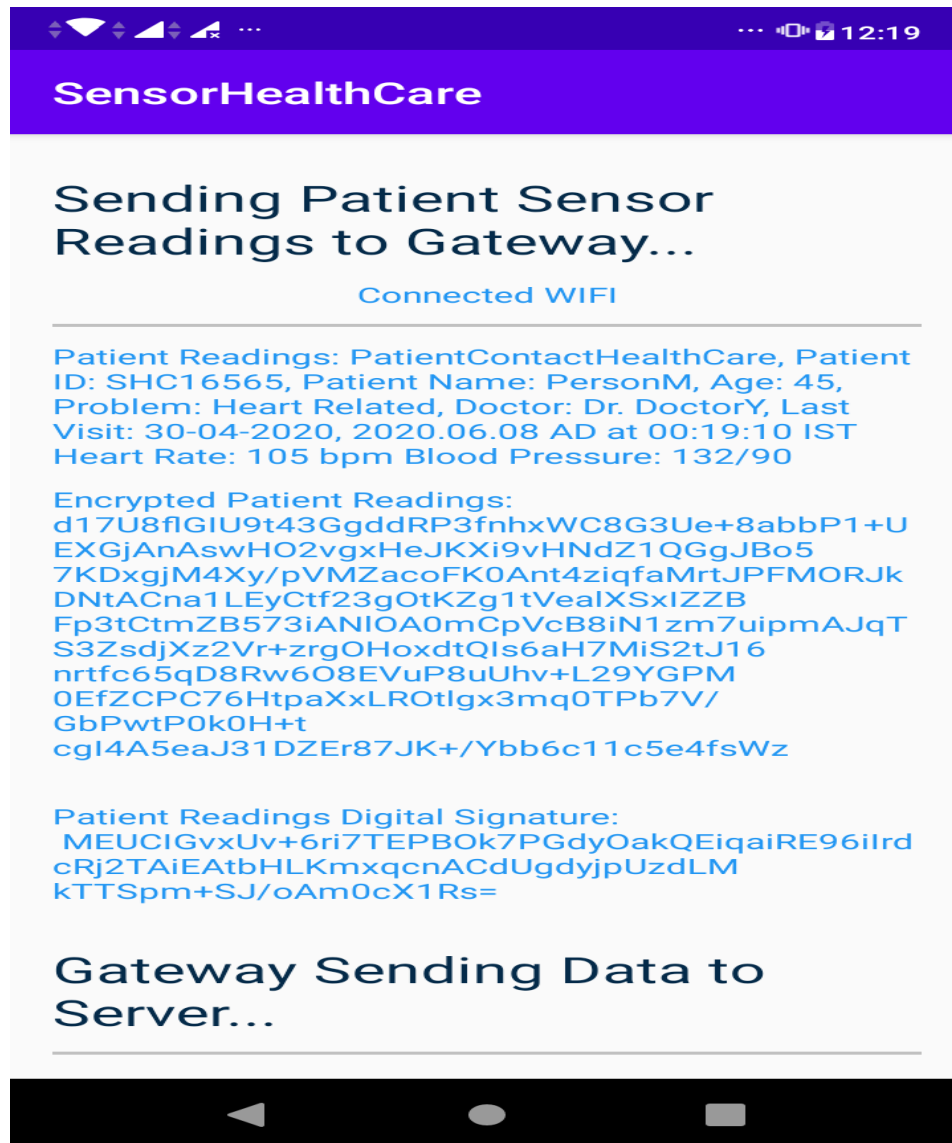 12:19
SensorHealthCare
Sending Patient Sensor
Readings to Gateway...
Connected WIFI
Patient Readings: PatientContactHealthCare, Patient
ID: SHC16565, Patient Name: PersonM, Age: 45,
Problem: Heart Related, Doctor: Dr. DoctorY, Last
Visit: 30-04-2020, 2020.06.08 AD at 00:19:10 IST
Heart Rate: 105 bpm Blood Pressure: 132/90
Encrypted Patient Readings:
d17U8flGIU9t43GgddRP3fnhxWC8G3Ue+8abbP1+U
EXGjAnAswHO2vgxHeJKXi9vHNdZ1QGgJBo5
7KDxgjM4Xy/pVMZacoFK0Ant4ziqfaMrtJPFMORJk
DNtACna1LEyCtf23gOtKZg1tVealXSxIZZB
Fp3tCtmZB573iANlOA0mCpVcB8iN1zm7uipmAJqT
S3ZsdjXz2Vr+zrgOHoxdtQIs6aH7MiS2tJ16
nrtfc65qD8Rw6O8EVuP8uUhv+L29YGPM
0EfZCPC76HtpaXxLROtlgx3mq0TPb7V/
GbPwtP0k0H+t
cgI4A5eaJ31DZEr87JK+/Ybb6c11c5e4fsWz
Patient Readings Digital Signature:
MEUCIGvxUv+6ri7TEPBOk7PGdyOakQEiqaiRE96iIrd
cRj2TAiEAtbHLKmxqcnACdUgdyjpUzdLM
kTTSpm+SJ/oAm0cX1Rs=
Gateway Sending Data to
Server...